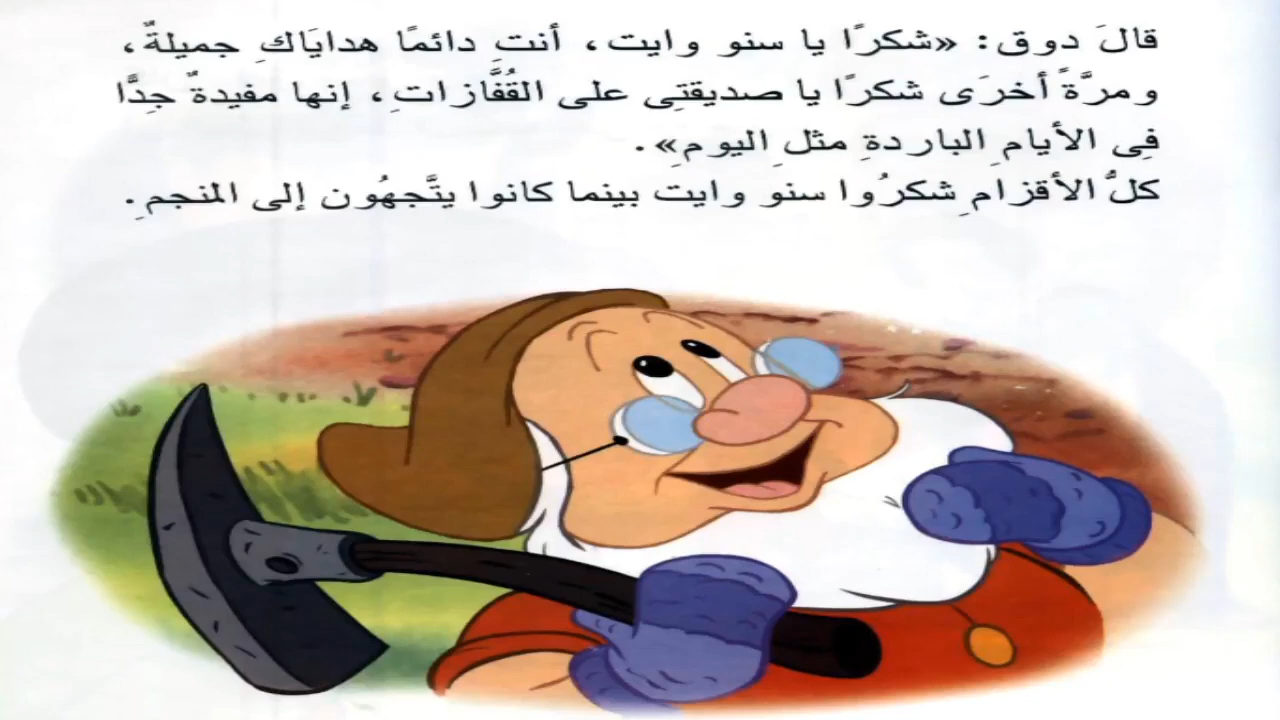 قالَ دوق: «شكرًا يا سنو وايت، أنتِ دائمًا هدايَاكِ جميلةٌ،
ومرَّةً أخرَى شكرًا يا صديقتِى على القُفَّازاتِ، إنها مفيدةٌ جِدًّا
فِى الأيامِ الباردةِ مثلِ اليومِ».
كلُّ الأقزامِ شكرُوا سنو وايت بينما كانوا يتَّجهُون إلى المنجمِ.